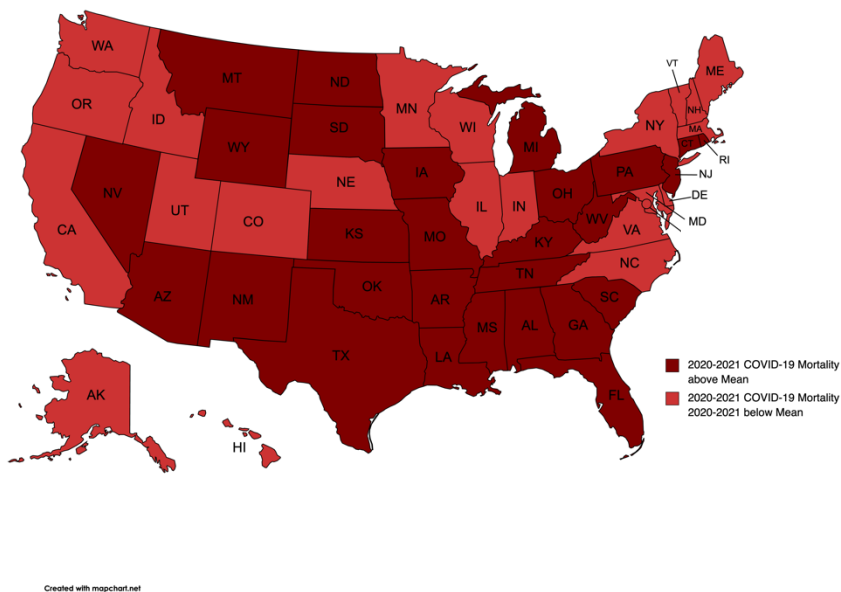 WA
MT
ND
MN
VT
ME
OR
ID
SD
WI
NH
NY
MA
WY
MI
CT
RI
IA
PA
NJ
NV
NE
OH
DE
UT
IL
IN
MD
CA
CO
WV
VA
KS
MO
KY
NC
TN
AZ
NM
OK
AR
SC
MS
AL
GA
TX
LA
FL
AK
HI
2020-2021 COVID-19 Mortality
above Mean
2020-2021 COVID-19 Mortality
2020-2021 below Mean
Created with mapchart.net